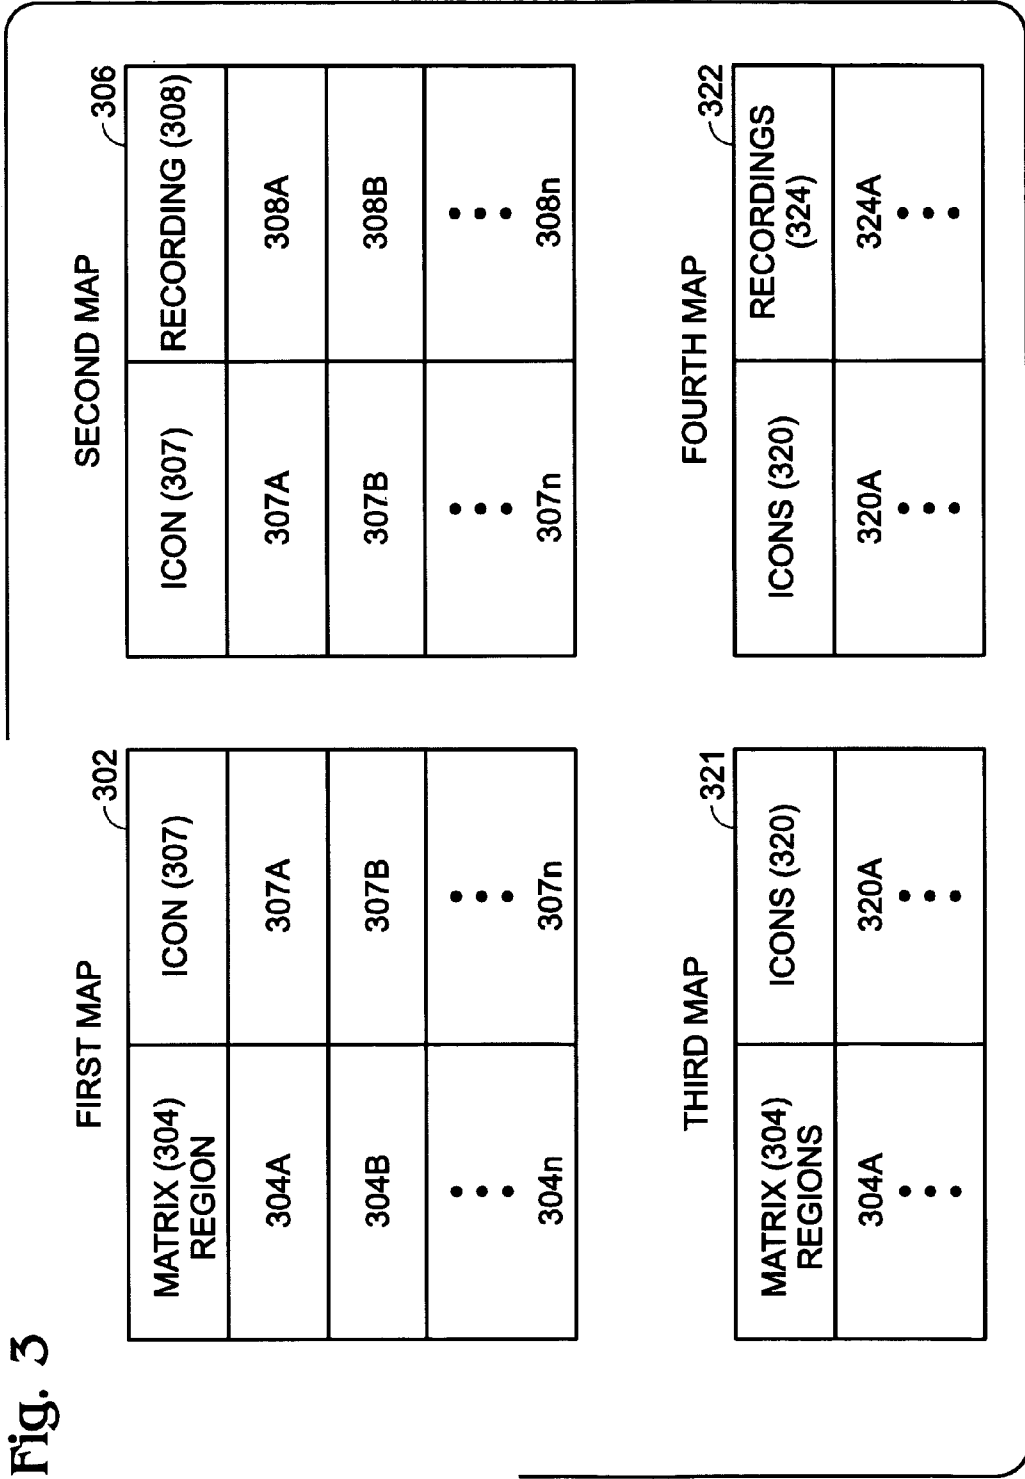 Fig. 3
FIRST MAP
302
MATRIX (304)
REGION
ICON (307)
304A
307A
304B
307B
304n
307n
SECOND MAP
306
ICON (307)
RECORDING (308)
307A
308A
307B
308B
307n
308n
THIRD MAP
321
MATRIX (304)
REGIONS
ICONS (320)
304A
320A
FOURTH MAP
322
ICONS (320)
RECORDINGS
(324)
320A
324A